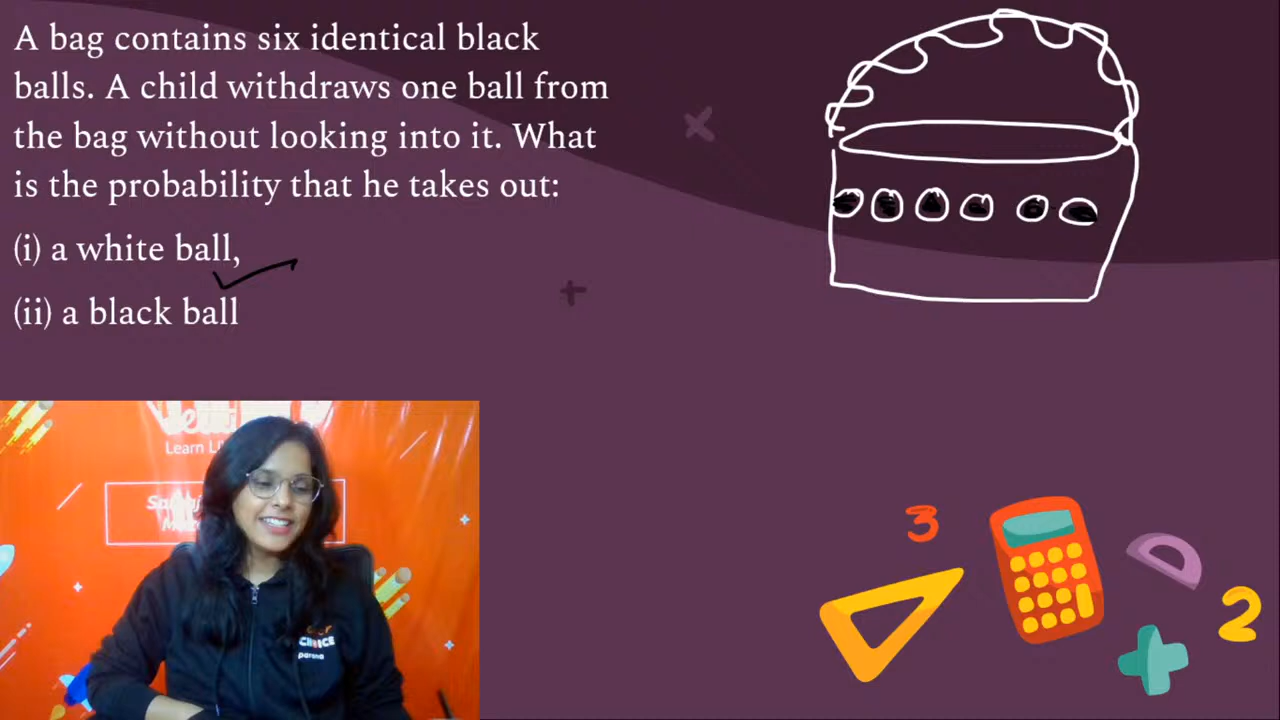 A bag contains six identical black
balls. A child withdraws one ball from
the bag without looking into it. What
is the probability that he takes out:
(i) a white ball,
(ii) a black ball
Learn
CHOICE
3
2